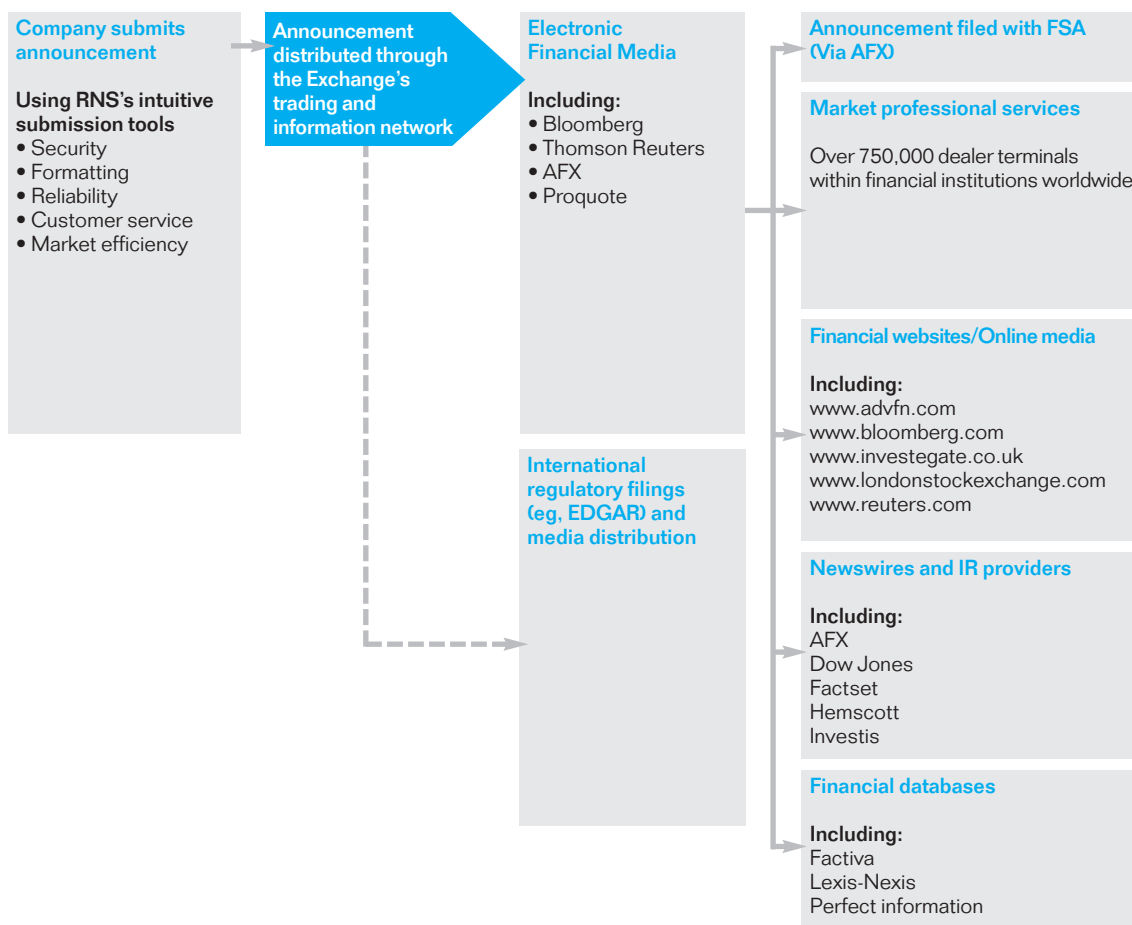 Company submits
announcement
Using RNS's intuitive
submission tools
• Security
• Formatting
• Reliability
• Customer service
• Market efficiency
Announcement
distributed through
the Exchange's
trading and
information network
Electronic
Financial Media
Including:
• Bloomberg
• Thomson Reuters
• AFX
• Proquote
International
regulatory filings
(eg, EDGAR) and
media distribution
Announcement filed with FSA
(Via AFX)
Market professional services
Over 750,000 dealer terminals
within financial institutions worldwide
Financial websites/Online media
Including:
www.advfn.com
www.bloomberg.com
www.investegate.co.uk
www.londonstockexchange.com
www.reuters.com
Newswires and IR providers
Including:
AFX
Dow Jones
Factset
Hemscott
Investis
Financial databases
Including:
Factiva
Lexis-Nexis
Perfect information